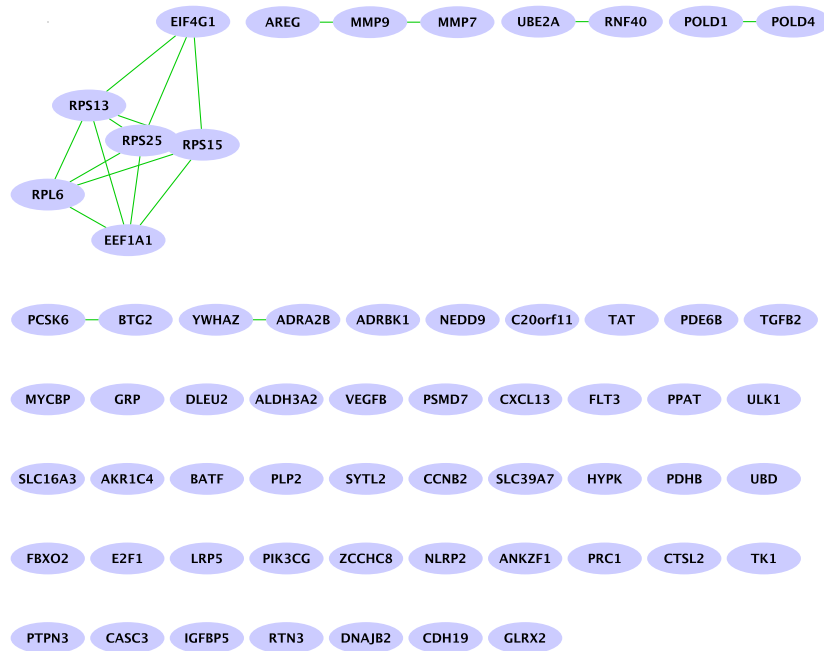 EIF4G1 AREG MMP9 MMP7 UBE2A RNF40 POLD1 POLD4
RPS13
RPS25 RPS15
RPL6
EEF1A1
PCSK6 BTG2 YWHAZ ADRA2B ADRBK1 NEDD9 C20orf11 TAT PDE6B TGFB2
MYCBP GRP DLEU2 ALDH3A2 VEGFB PSMD7 CXCL13 FLT3 PPAT ULK1
SLC16A3 AKR1C4 BATF PLP2 SYTL2 CCNB2 SLC39A7 HYPK PDHB UBD
FBXO2 E2F1 LRP5 PIK3CG ZCCHC8 NLRP2 ANKZF1 PRC1 CTSL2 TK1
PTPN3 CASC3 IGFBP5 RTN3 DNAJB2 CDH19 GLRX2